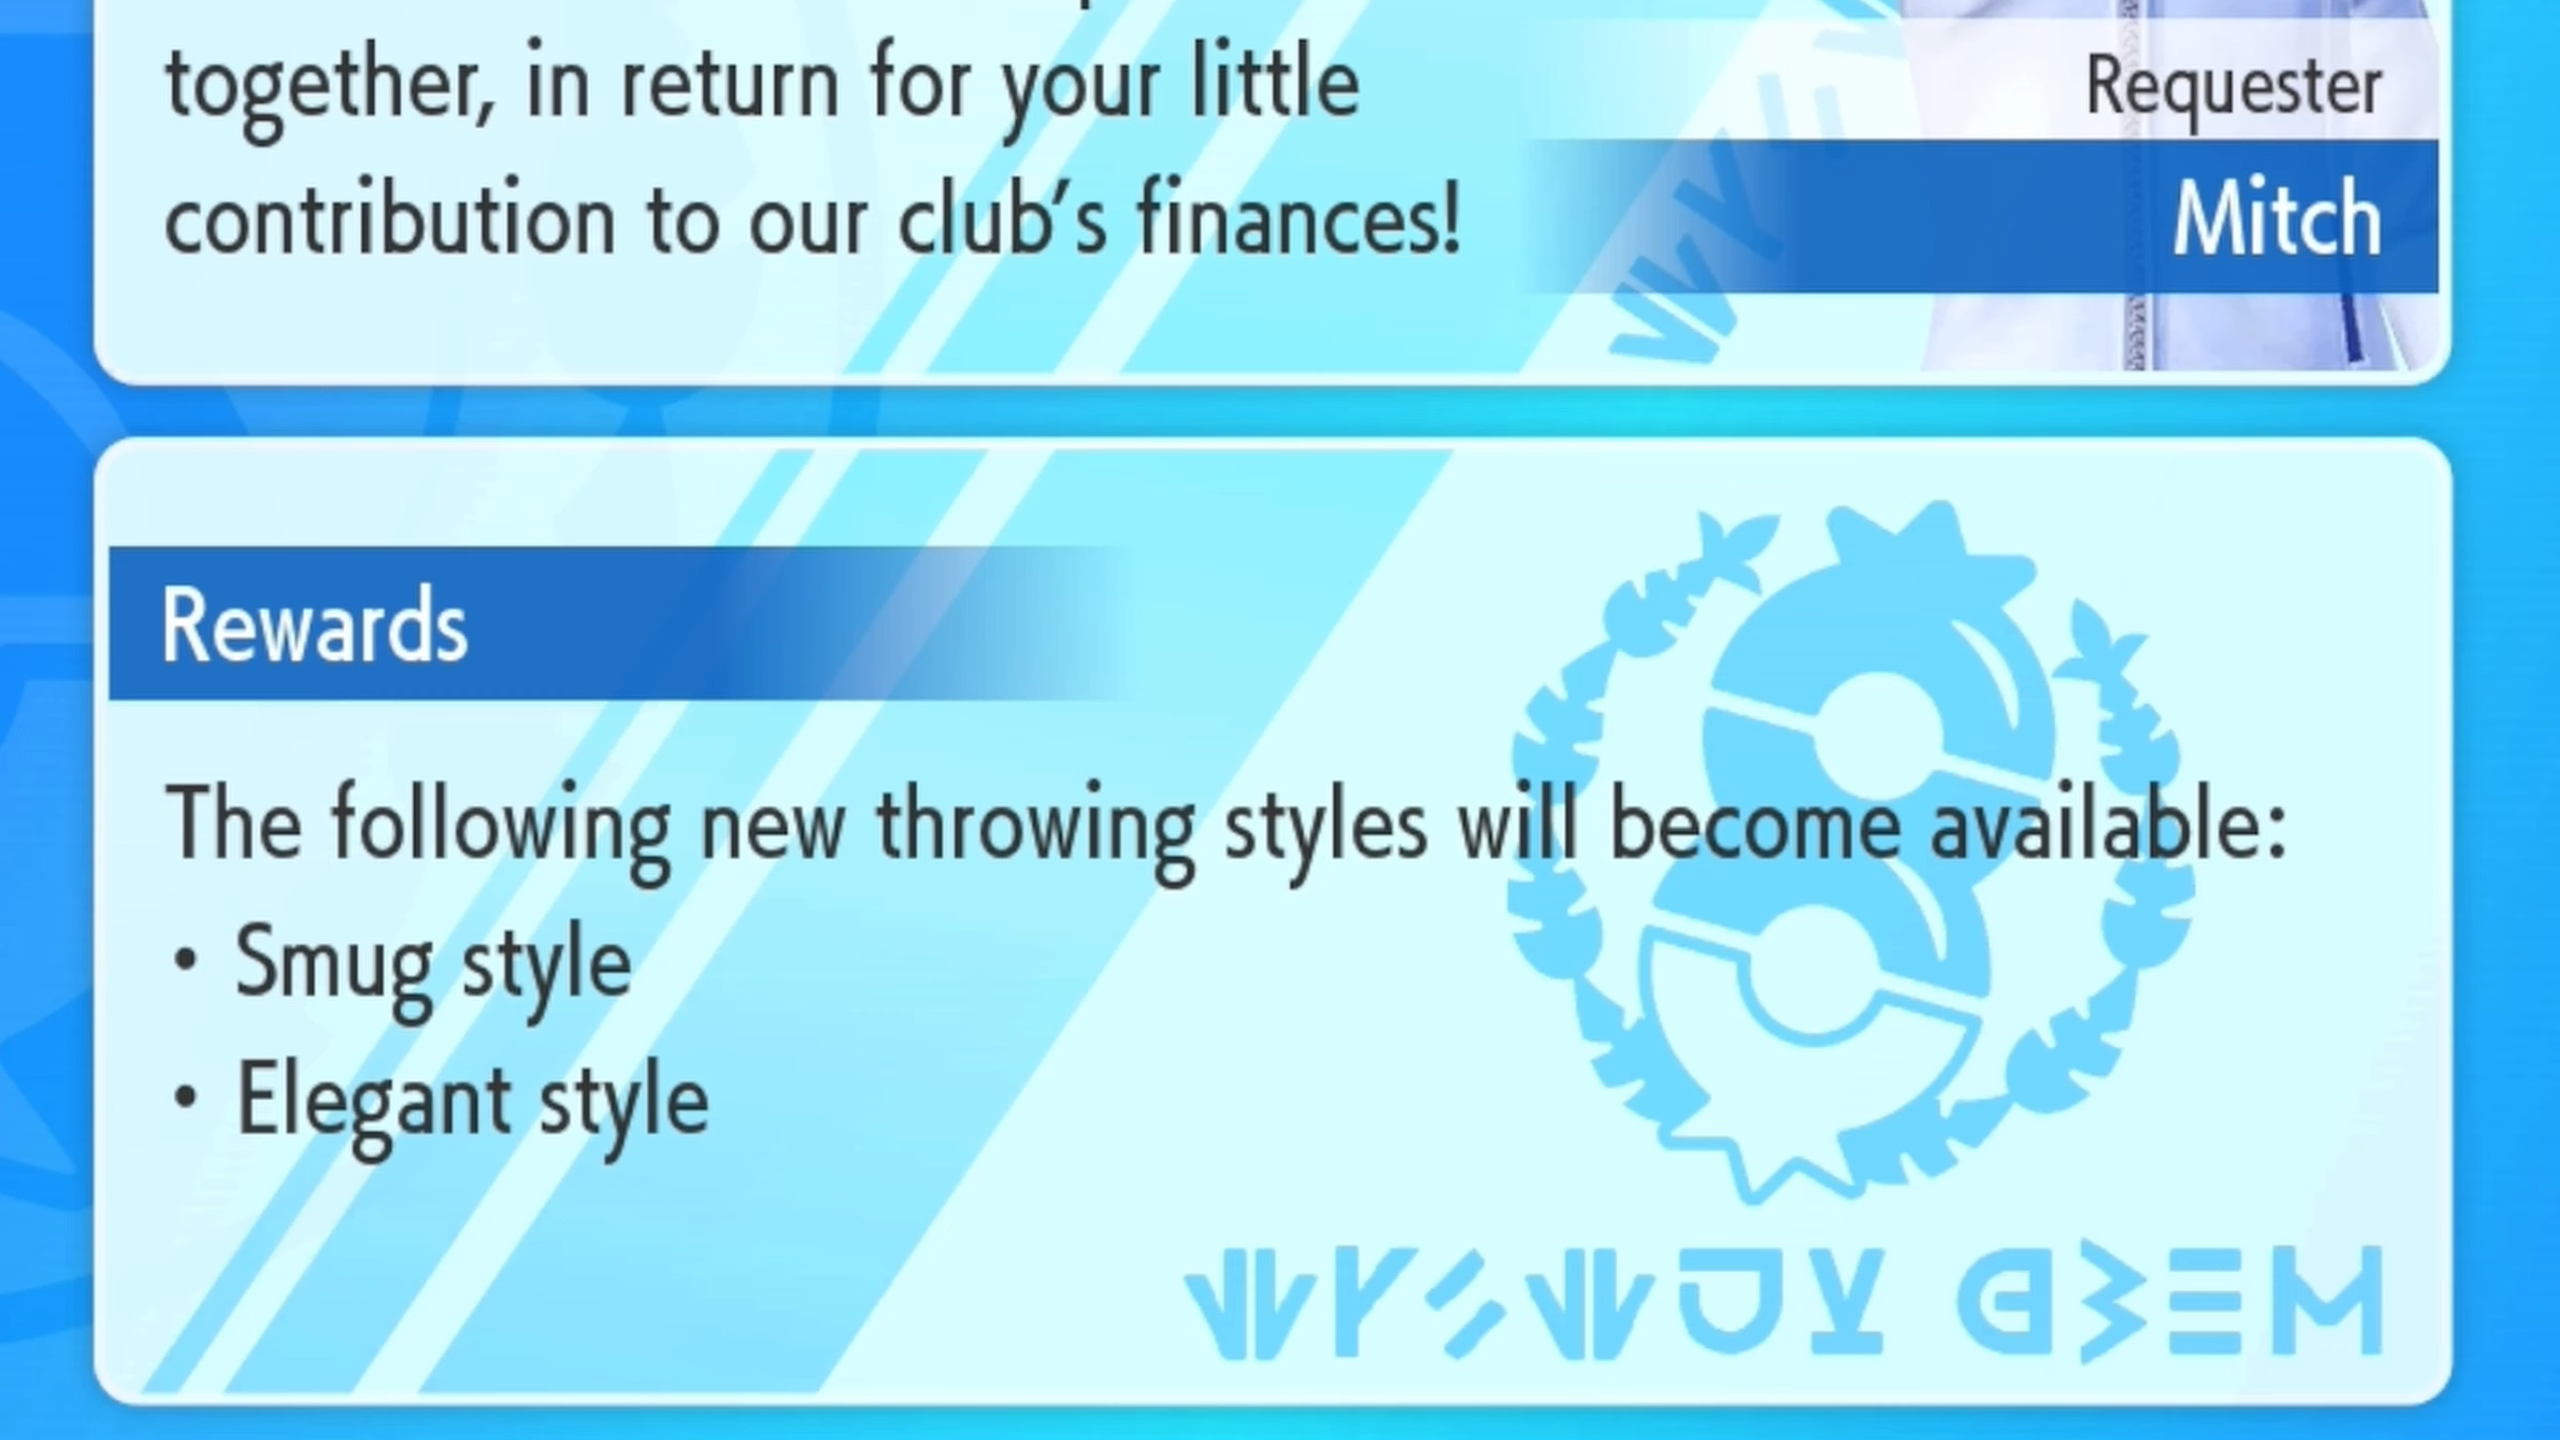 together, in return for your little
contribution to our club's finances!
Requester
Mitch
Rewards
The following new throwing styles will become available:
• Smug style
• Elegant style